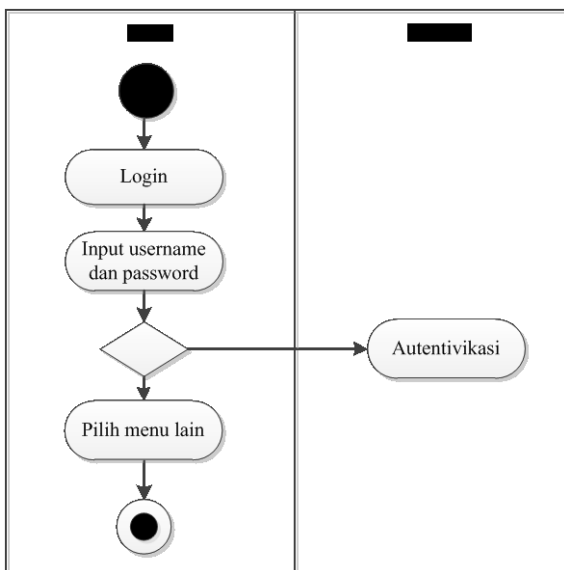 Login
Input username
dan password
Autentivikasi
Pilih menu lain